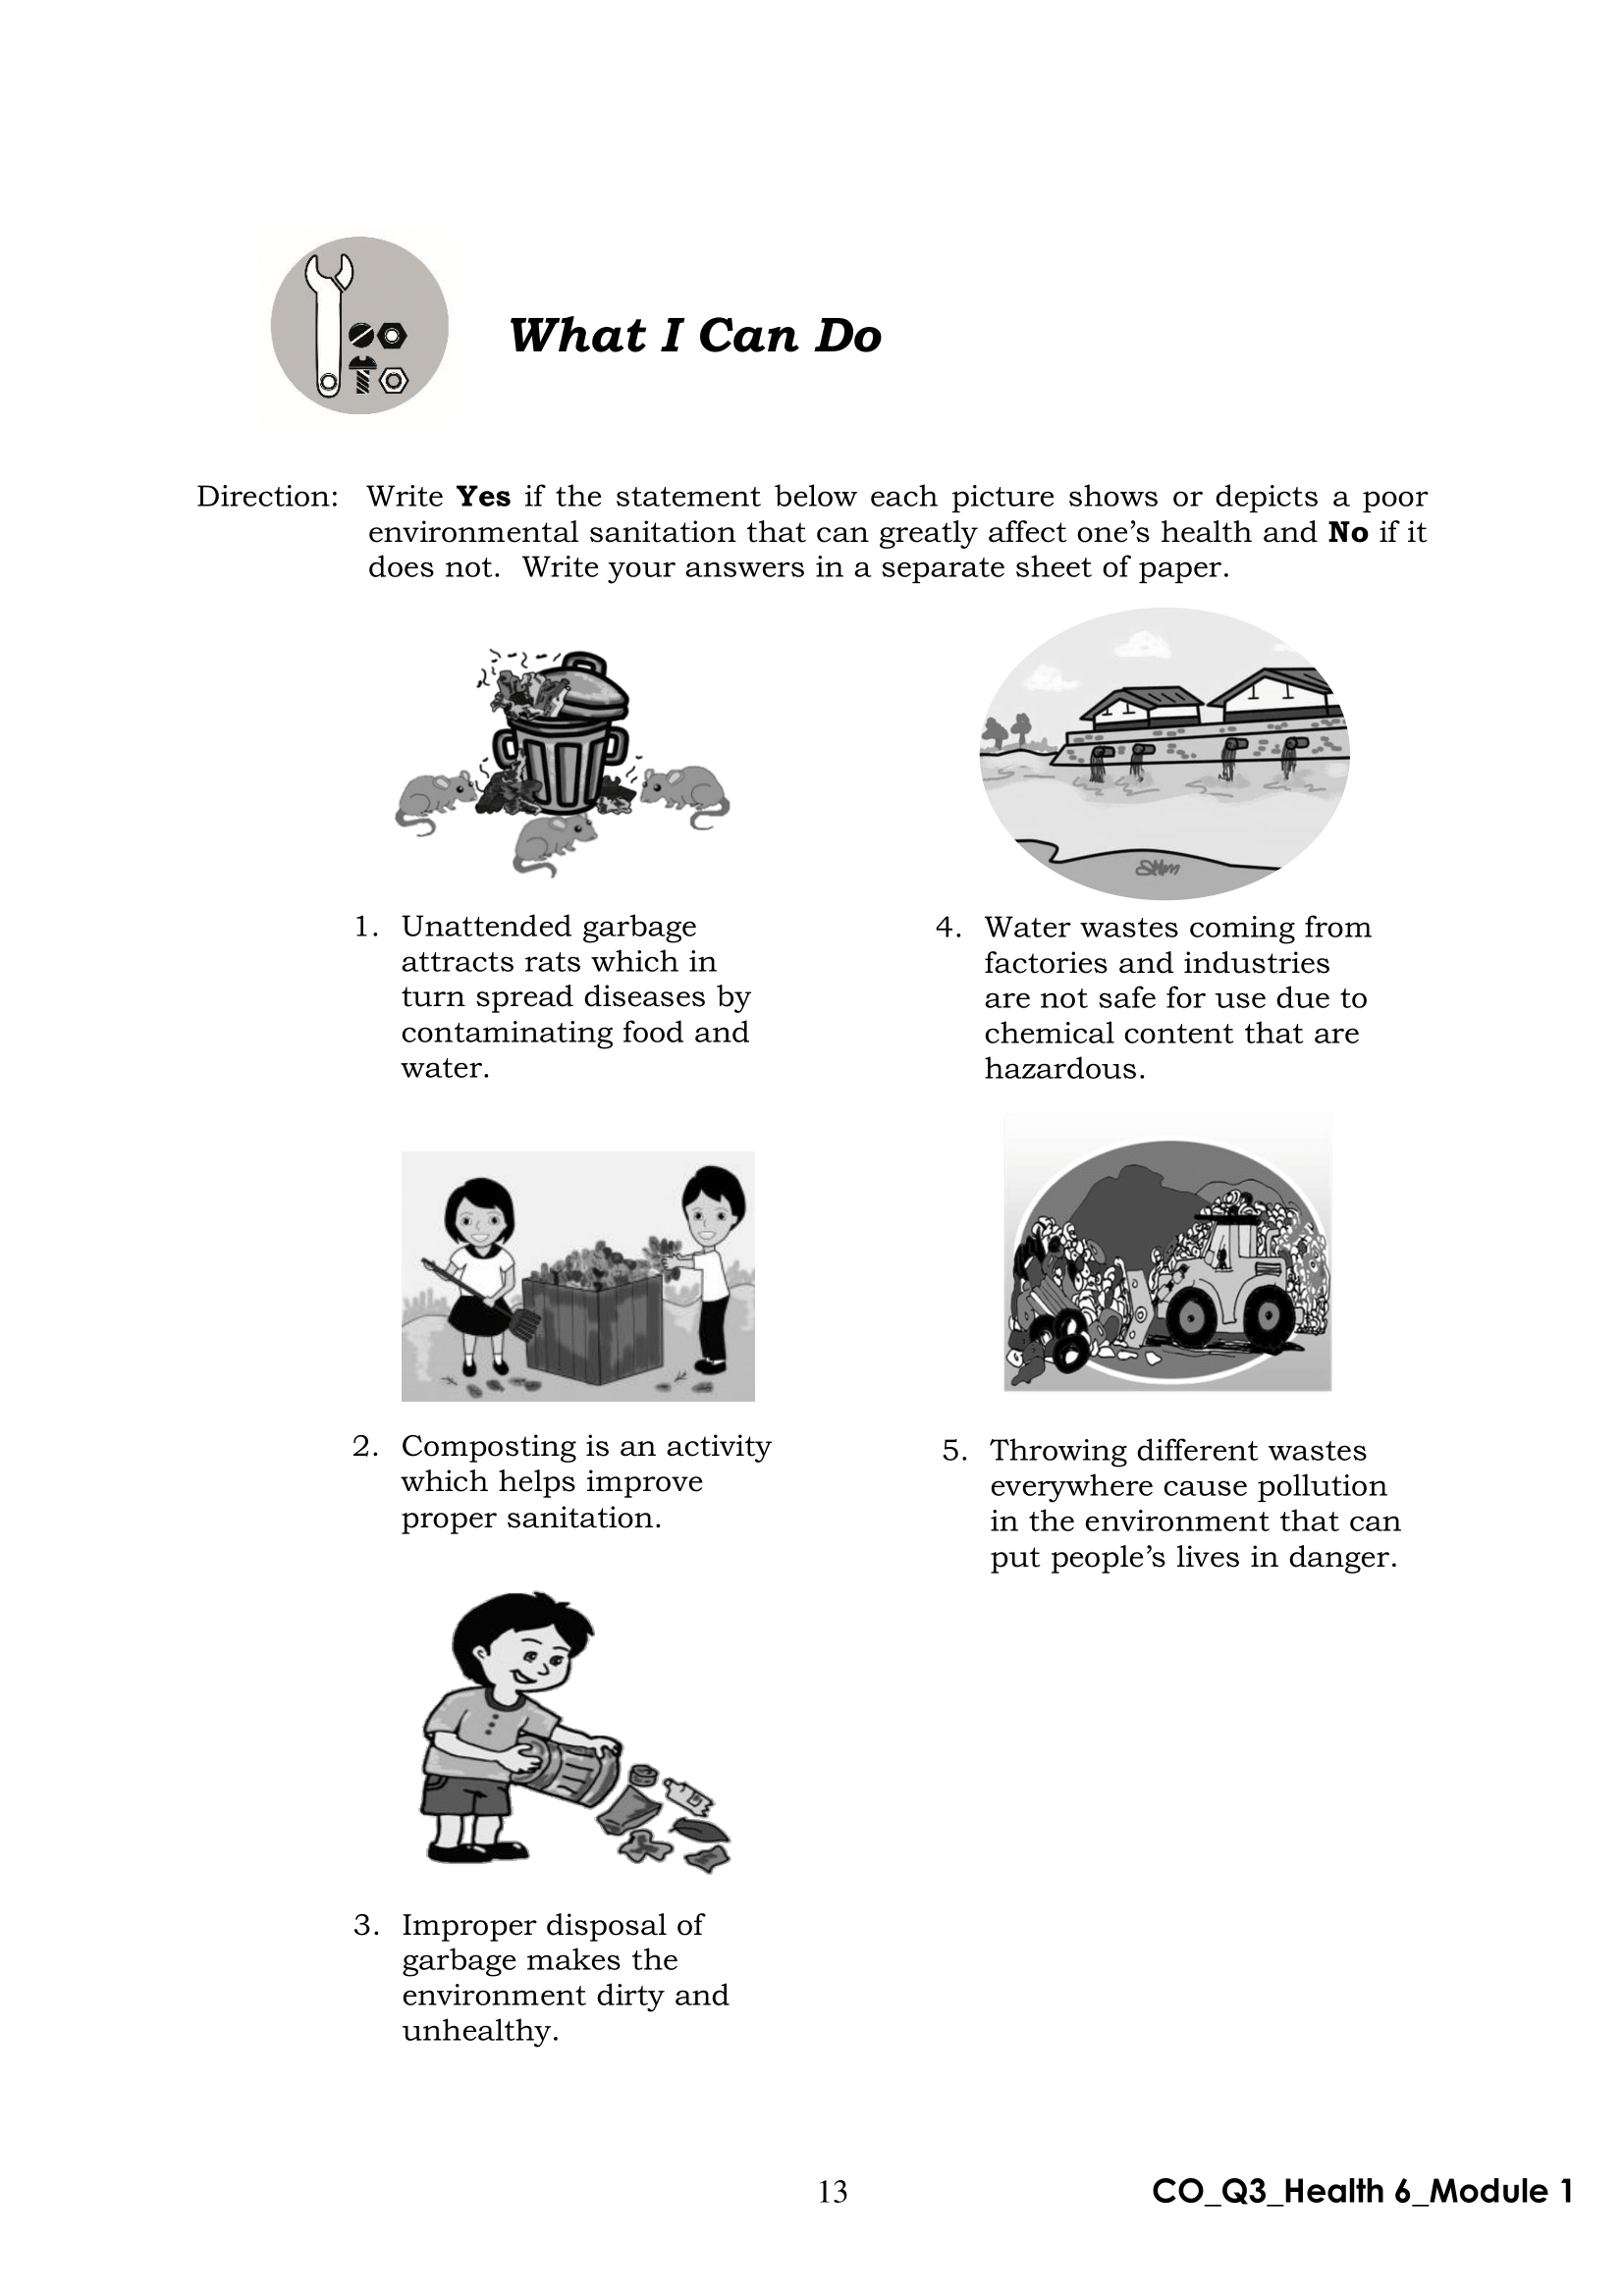 What I Can Do
Direction: Write Yes if the statement below each picture shows or depicts a poor
environmental sanitation that can greatly affect one’s health and No if it
does not. Write your answers in a separate sheet of paper.
1. Unattended garbage
attracts rats which in
turn spread diseases by
contaminating food and
water.
2. Composting is an activity
which helps improve
proper sanitation.
3. Improper disposal of
garbage makes the
environment dirty and
unhealthy.
4. Water wastes coming from
factories and industries
are not safe for use due to
chemical content that are
hazardous.
5. Throwing different wastes
everywhere cause pollution
in the environment that can
put people’s lives in danger.
13
CO_Q3_Health 6_Module 1